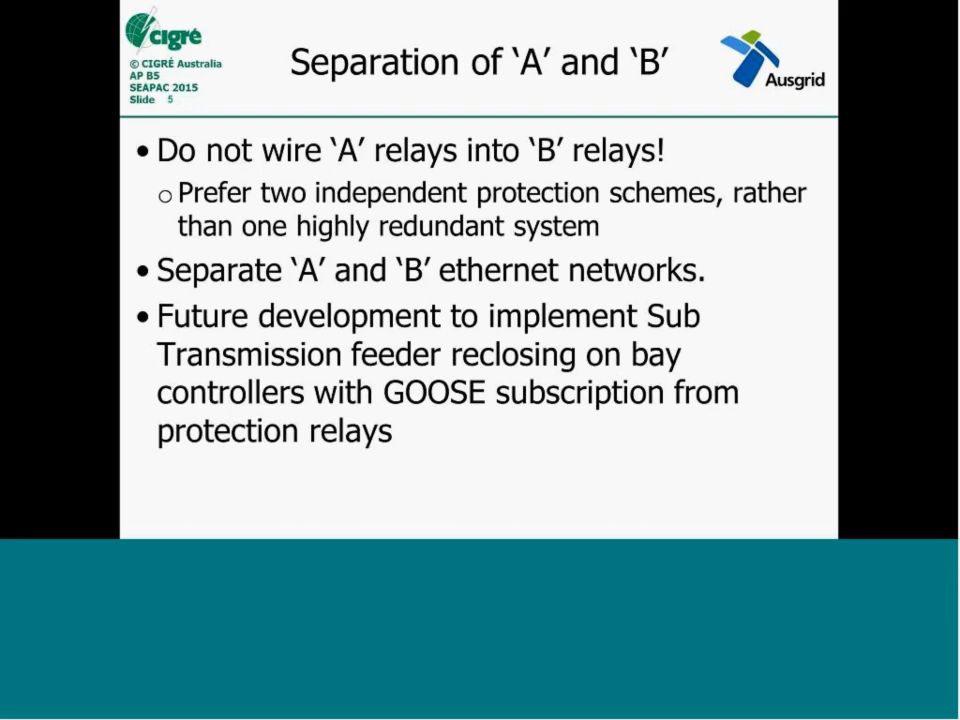 cigré
© CIGRÉ Australia
AP B5
SEAPAC 2015
Slide 5
Separation of ‘A’ and ‘B’
Ausgrid
• Do not wire ‘A’ relays into ‘B’ relays!
o Prefer two independent protection schemes, rather
than one highly redundant system
• Separate ‘A’ and ‘B’ ethernet networks.
• Future development to implement Sub
Transmission feeder reclosing on bay
controllers with GOOSE subscription from
protection relays